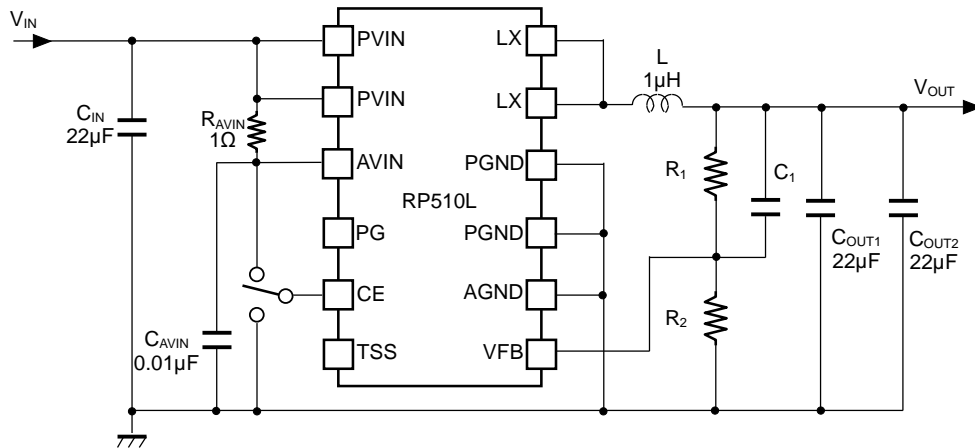 VIN
PVIN
LX
L
1µH
PVIN
LX
VOUT
CIN
22µF
RAVIN
1Ω
AVIN
PGND
R1
C1
RP510L
PG
PGND
COUT1
22µF
COUT2
22µF
CE
AGND
R2
CAVIN
0.01µF
TSS
VFB